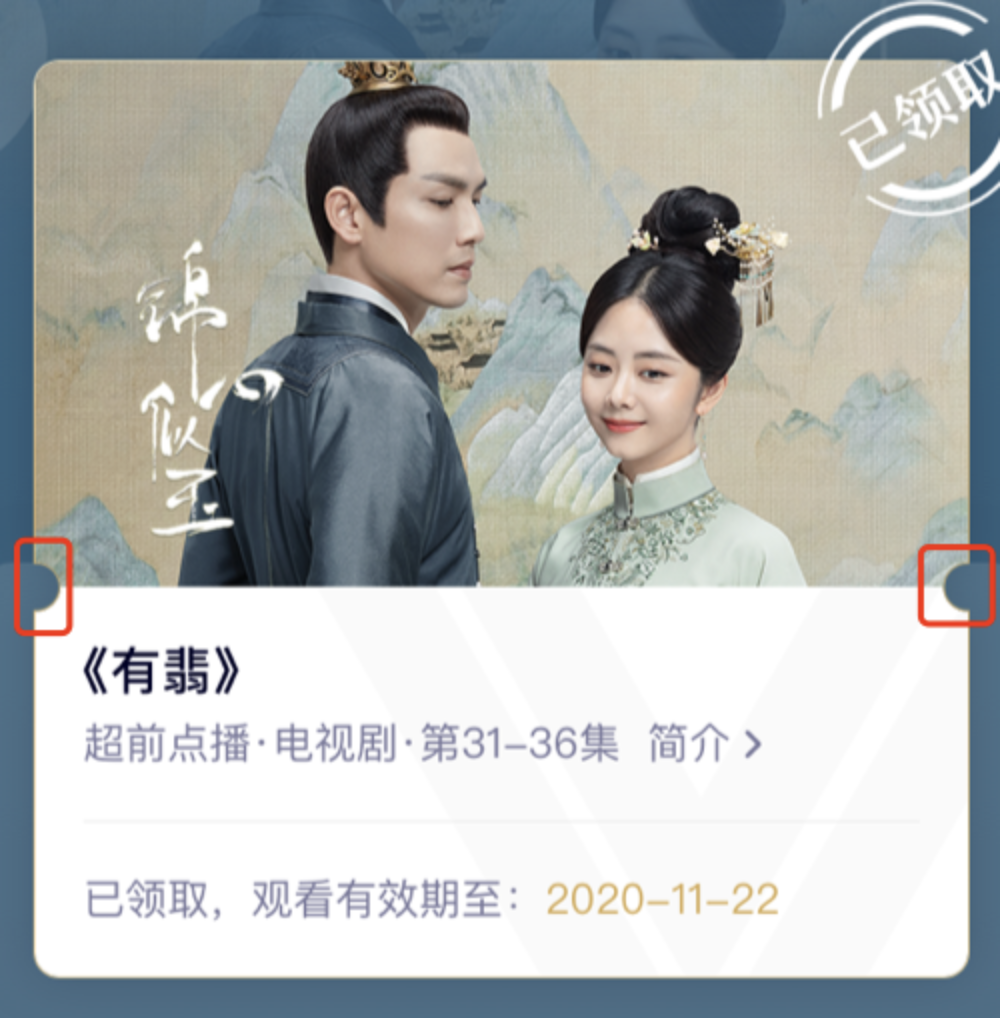 已领取
锦心似玉
《有翡》
超前点播·电视剧·第31-36集 简介 >
已领取，观看有效期至：2020-11-22